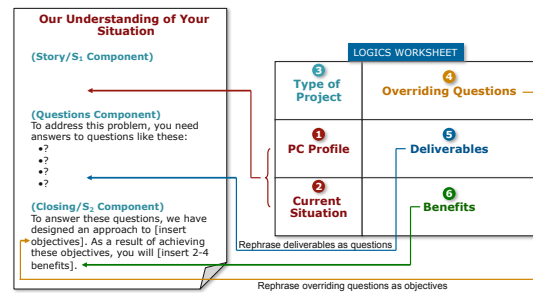 Our Understanding of Your
Situation
(Story/S₁ Component)
(Questions Component)
To address this problem, you need
answers to questions like these:
•?
•?
•?
•?
(Closing/S₂ Component)
To answer these questions, we have
designed an approach to [insert
objectives]. As a result of achieving
these objectives, you will [insert 2-4
benefits].
LOGICS WORKSHEET
3
Type of
Project
4
Overriding Questions
1
PC Profile
5
Deliverables
2
Current
Situation
6
Benefits
Rephrase deliverables as questions
Rephrase overriding questions as objectives